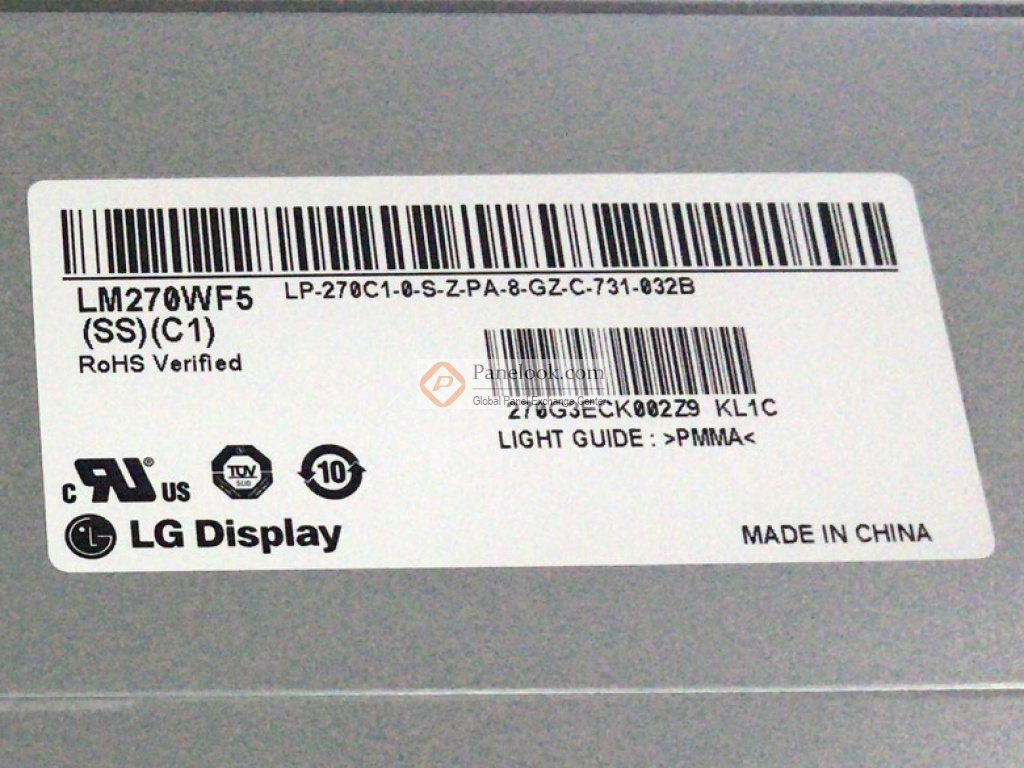 LM270WF5 LP-270C1-0-S-Z-PA-8-GZ-C-731-032B
(SS)(C1)
RoHS Verified
Panelook.com
Global Panel Exchange Center
270G3ECK002Z9 KL1C
LIGHT GUIDE : >PMMA<
C RU ® US TÜV SÜD 10
LG Display
MADE IN CHINA